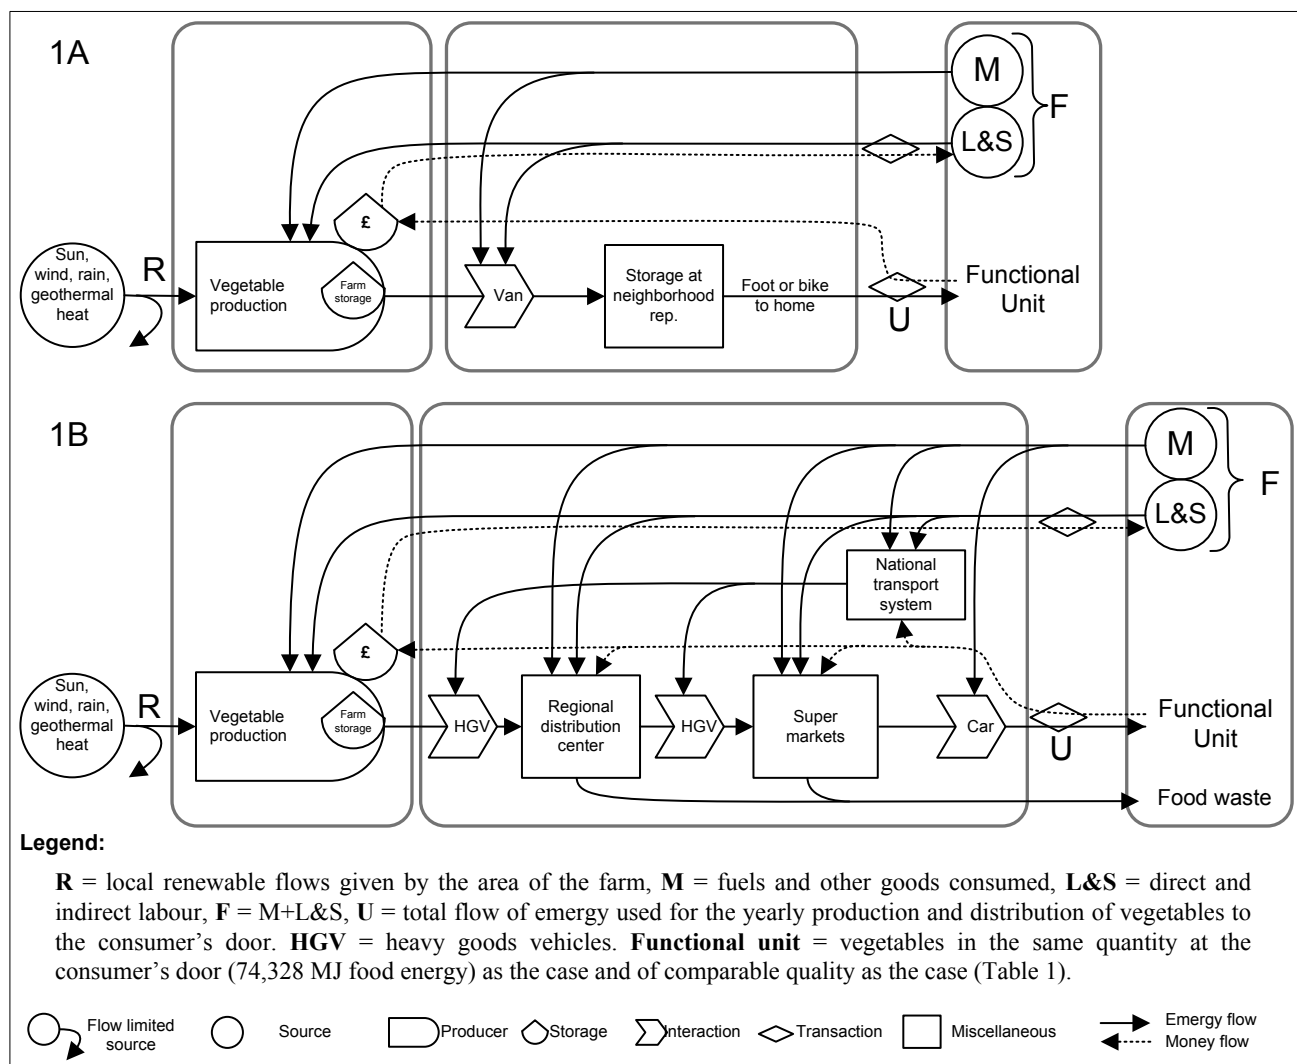 1A
M
F
L&S
£
Sun,
wind, rain,
geothermal
heat
R
Vegetable
production
Farm
storage
Van
Storage at
neighborhood
rep.
Foot or bike
to home
U
Functional
Unit
1B
M
F
L&S
National
transport
system
£
Sun,
wind, rain,
geothermal
heat
R
Vegetable
production
Farm
storage
HGV
Regional
distribution
center
HGV
Super
markets
Car
U
Functional
Unit
Food waste
Legend:
R = local renewable flows given by the area of the farm, M = fuels and other goods consumed, L&S = direct and
indirect labour, F = M+L&S, U = total flow of emergy used for the yearly production and distribution of vegetables to
the consumer's door. HGV = heavy goods vehicles. Functional unit = vegetables in the same quantity at the
consumer's door (74,328 MJ food energy) as the case and of comparable quality as the case (Table 1).
Flow limited
source
Source
Producer
Storage
Interaction
Transaction
Miscellaneous
Emergy flow
Money flow